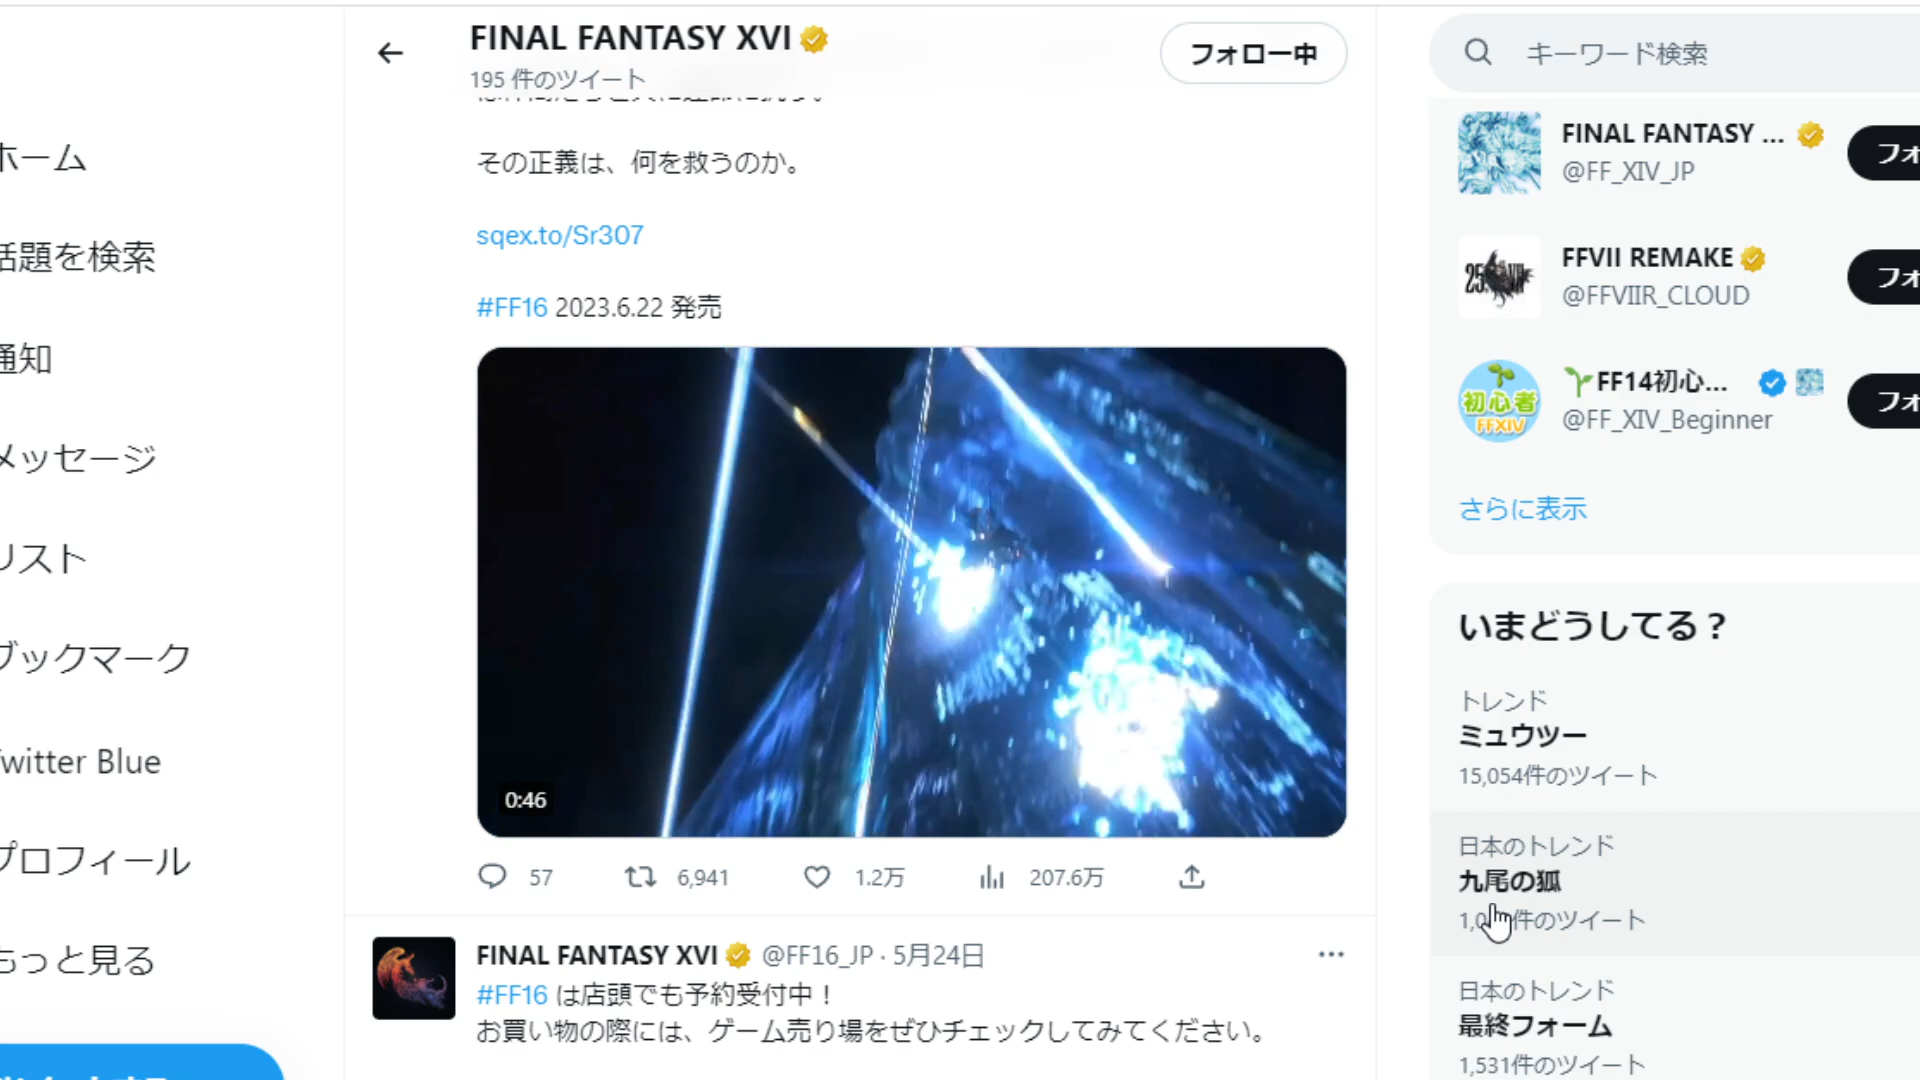 FINAL FANTASY XVI
195 件のツイート
フォロー中
キーワード検索
ホーム
話題を検索
通知
メッセージ
リスト
ブックマーク
Twitter Blue
プロフィール
もっと見る
その正義は、何を救うのか。
sqex.to/Sr307
#FF16 2023.6.22 発売
0:46
57
6,941
1.2万
207.6万
FINAL FANTASY XVI @FF16_JP · 5月24日
#FF16 は店頭でも予約受付中！
お買い物の際には、ゲーム売り場をぜひチェックしてみてください。
FINAL FANTASY ...
@FF_XIV_JP
フォ
FFVII REMAKE
@FFVIIR_CLOUD
フォ
初心者
FFXIV
FF14初心...
@FF_XIV_Beginner
フォ
さらに表示
いまどうしてる？
トレンド
ミュウツー
15,054件のツイート
日本のトレンド
九尾の狐
件のツイート
日本のトレンド
最終フォーム
1,531件のツイート